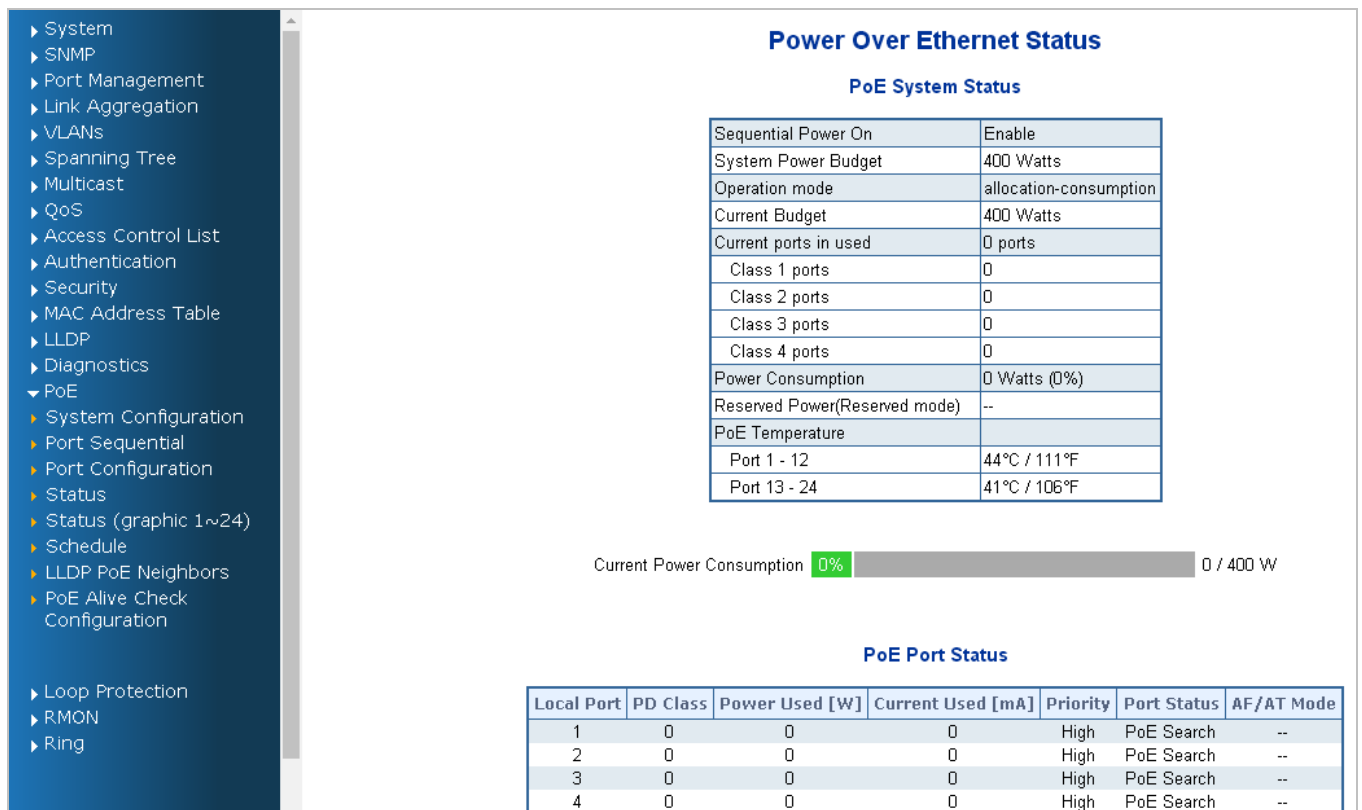 System
SNMP
Port Management
Link Aggregation
VLANs
Spanning Tree
Multicast
QoS
Access Control List
Authentication
Security
MAC Address Table
LLDP
Diagnostics
PoE
System Configuration
Port Sequential
Port Configuration
Status
Status (graphic 1~24)
Schedule
LLDP PoE Neighbors
PoE Alive Check
Configuration
Loop Protection
RMON
Ring
Power Over Ethernet Status
PoE System Status
Sequential Power On Enable
System Power Budget 400 Watts
Operation mode allocation-consumption
Current Budget 400 Watts
Current ports in used 0 ports
Class 1 ports 0
Class 2 ports 0
Class 3 ports 0
Class 4 ports 0
Power Consumption 0 Watts (0%)
Reserved Power(Reserved mode) --
PoE Temperature
Port 1 - 12 44°C / 111°F
Port 13 - 24 41°C / 106°F
Current Power Consumption 0% 0 / 400 W
PoE Port Status
Local Port PD Class Power Used [W] Current Used [mA] Priority Port Status AF/AT Mode
1 0 0 0 High PoE Search --
2 0 0 0 High PoE Search --
3 0 0 0 High PoE Search --
4 0 0 0 High PoE Search --